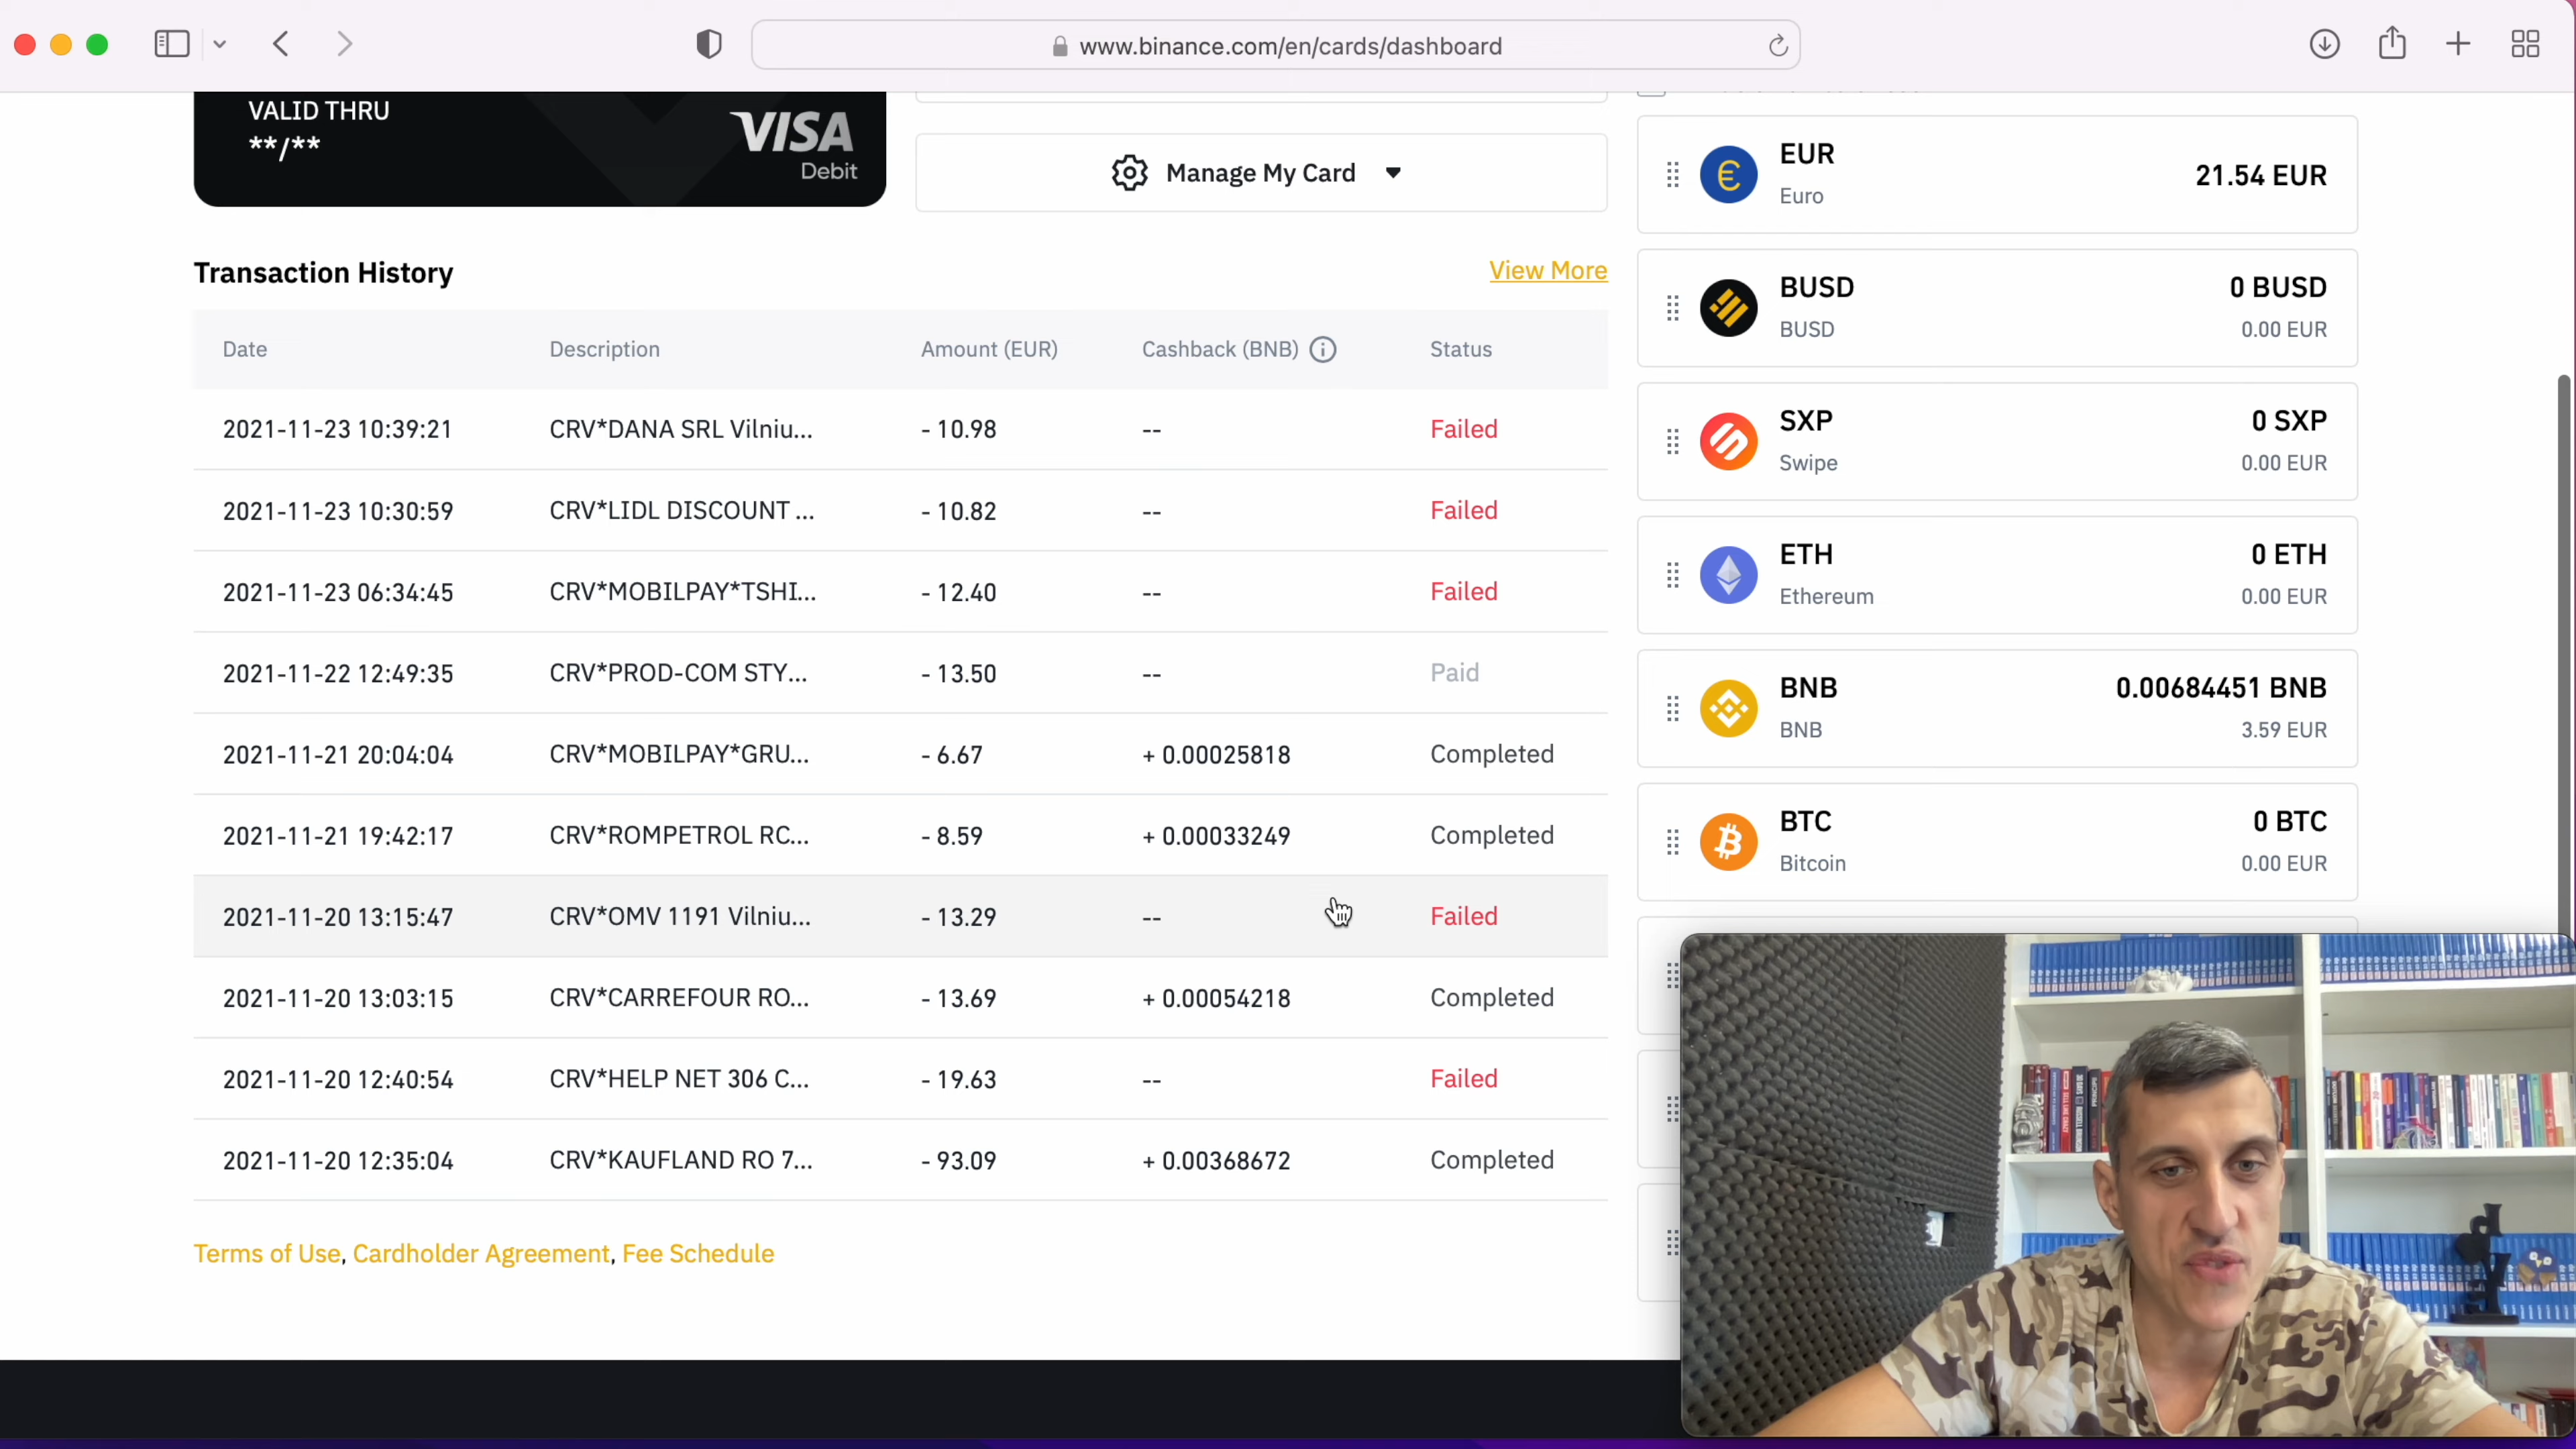 www.binance.com/en/cards/dashboard
VALID THRU
**/**
VISA
Debit
Manage My Card
Transaction History
View More
Date Description Amount (EUR) Cashback (BNB) Status
2021-11-23 10:39:21 CRV*DANA SRL Vilniu... - 10.98 -- Failed
2021-11-23 10:30:59 CRV*LIDL DISCOUNT ... - 10.82 -- Failed
2021-11-23 06:34:45 CRV*MOBILPAY*TSHI... - 12.40 -- Failed
2021-11-22 12:49:35 CRV*PROD-COM STY... - 13.50 -- Paid
2021-11-21 20:04:04 CRV*MOBILPAY*GRU... - 6.67 + 0.00025818 Completed
2021-11-21 19:42:17 CRV*ROMPETROL RC... - 8.59 + 0.00033249 Completed
2021-11-20 13:15:47 CRV*OMV 1191 Vilniu... - 13.29 -- Failed
2021-11-20 13:03:15 CRV*CARREFOUR RO... - 13.69 + 0.00054218 Completed
2021-11-20 12:40:54 CRV*HELP NET 306 C... - 19.63 -- Failed
2021-11-20 12:35:04 CRV*KAUFLAND RO 7... - 93.09 + 0.00368672 Completed
Terms of Use, Cardholder Agreement, Fee Schedule
EUR 21.54 EUR
Euro
BUSD 0 BUSD
BUSD 0.00 EUR
SXP 0 SXP
Swipe 0.00 EUR
ETH 0 ETH
Ethereum 0.00 EUR
BNB 0.00684451 BNB
BNB 3.59 EUR
BTC 0 BTC
Bitcoin 0.00 EUR